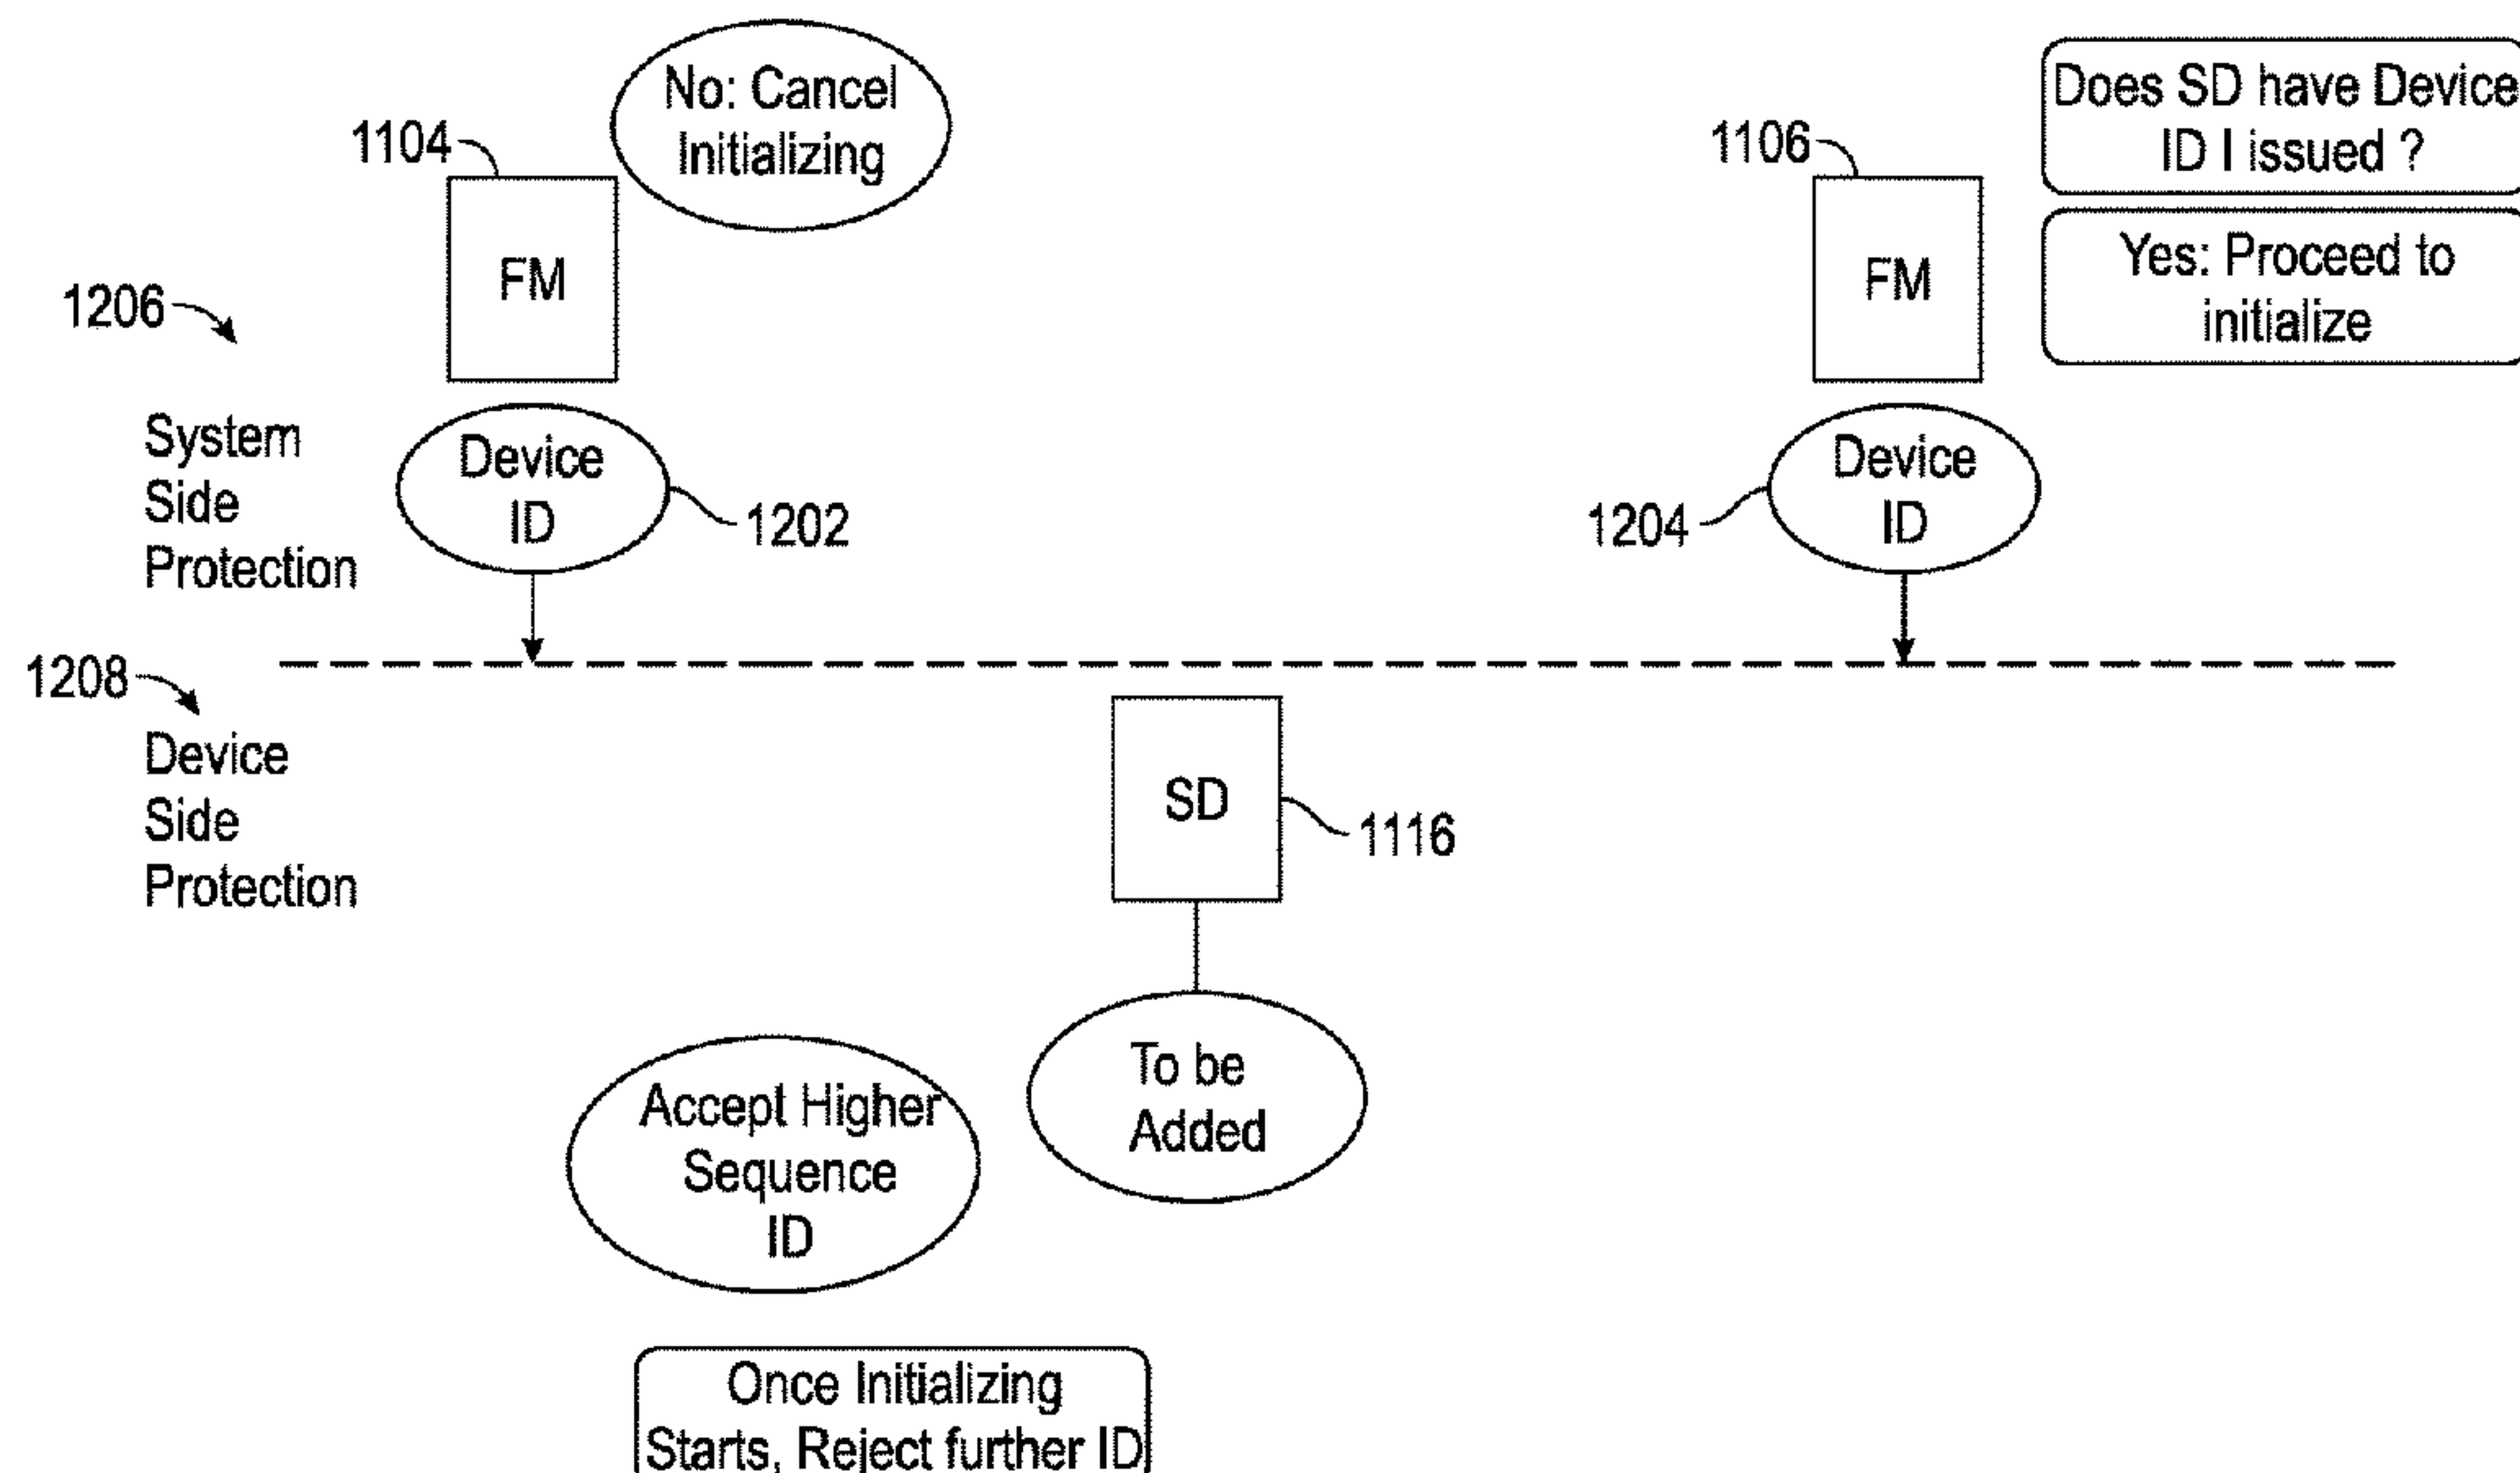 No: Cancel
Initializing
1104
FM
1206
Does SD have Device
ID I issued ?
1106
FM
Yes: Proceed to
initialize
System
Side
Protection
Device
ID
1202
Device
ID
1204
1208
Device
Side
Protection
SD
1116
To be
Added
Accept Higher
Sequence
ID
Once Initializing
Starts, Reject further ID